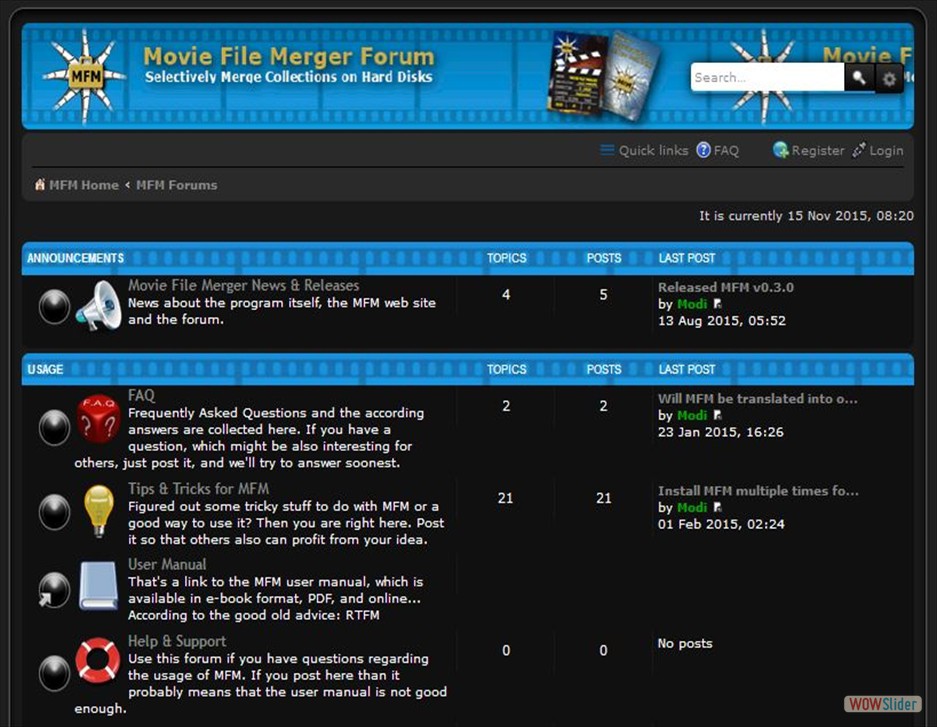 Movie File Merger Forum
Selectively Merge Collections on Hard Disks
MFM
Movie F
Search...
Quick links FAQ Register Login
MFM Home ‹ MFM Forums
It is currently 15 Nov 2015, 08:20
ANNOUNCEMENTS TOPICS POSTS LAST POST
Movie File Merger News & Releases
News about the program itself, the MFM web site
and the forum.
4 5
Released MFM v0.3.0
by Modi
13 Aug 2015, 05:52
USAGE TOPICS POSTS LAST POST
F.A.Q
FAQ
Frequently Asked Questions and the according
answers are collected here. If you have a
question, which might be also interesting for
others, just post it, and we'll try to answer soonest.
2 2
Will MFM be translated into o...
by Modi
23 Jan 2015, 16:26
Tips & Tricks for MFM
Figured out some tricky stuff to do with MFM or a
good way to use it? Then you are right here. Post
it so that others also can profit from your idea.
21 21
Install MFM multiple times fo...
by Modi
01 Feb 2015, 02:24
User Manual
That's a link to the MFM user manual, which is
available in e-book format, PDF, and online...
According to the good old advice: RTFM
Help & Support
Use this forum if you have questions regarding
the usage of MFM. If you post here than it
probably means that the user manual is not good
enough.
0 0
No posts
WOWSlider